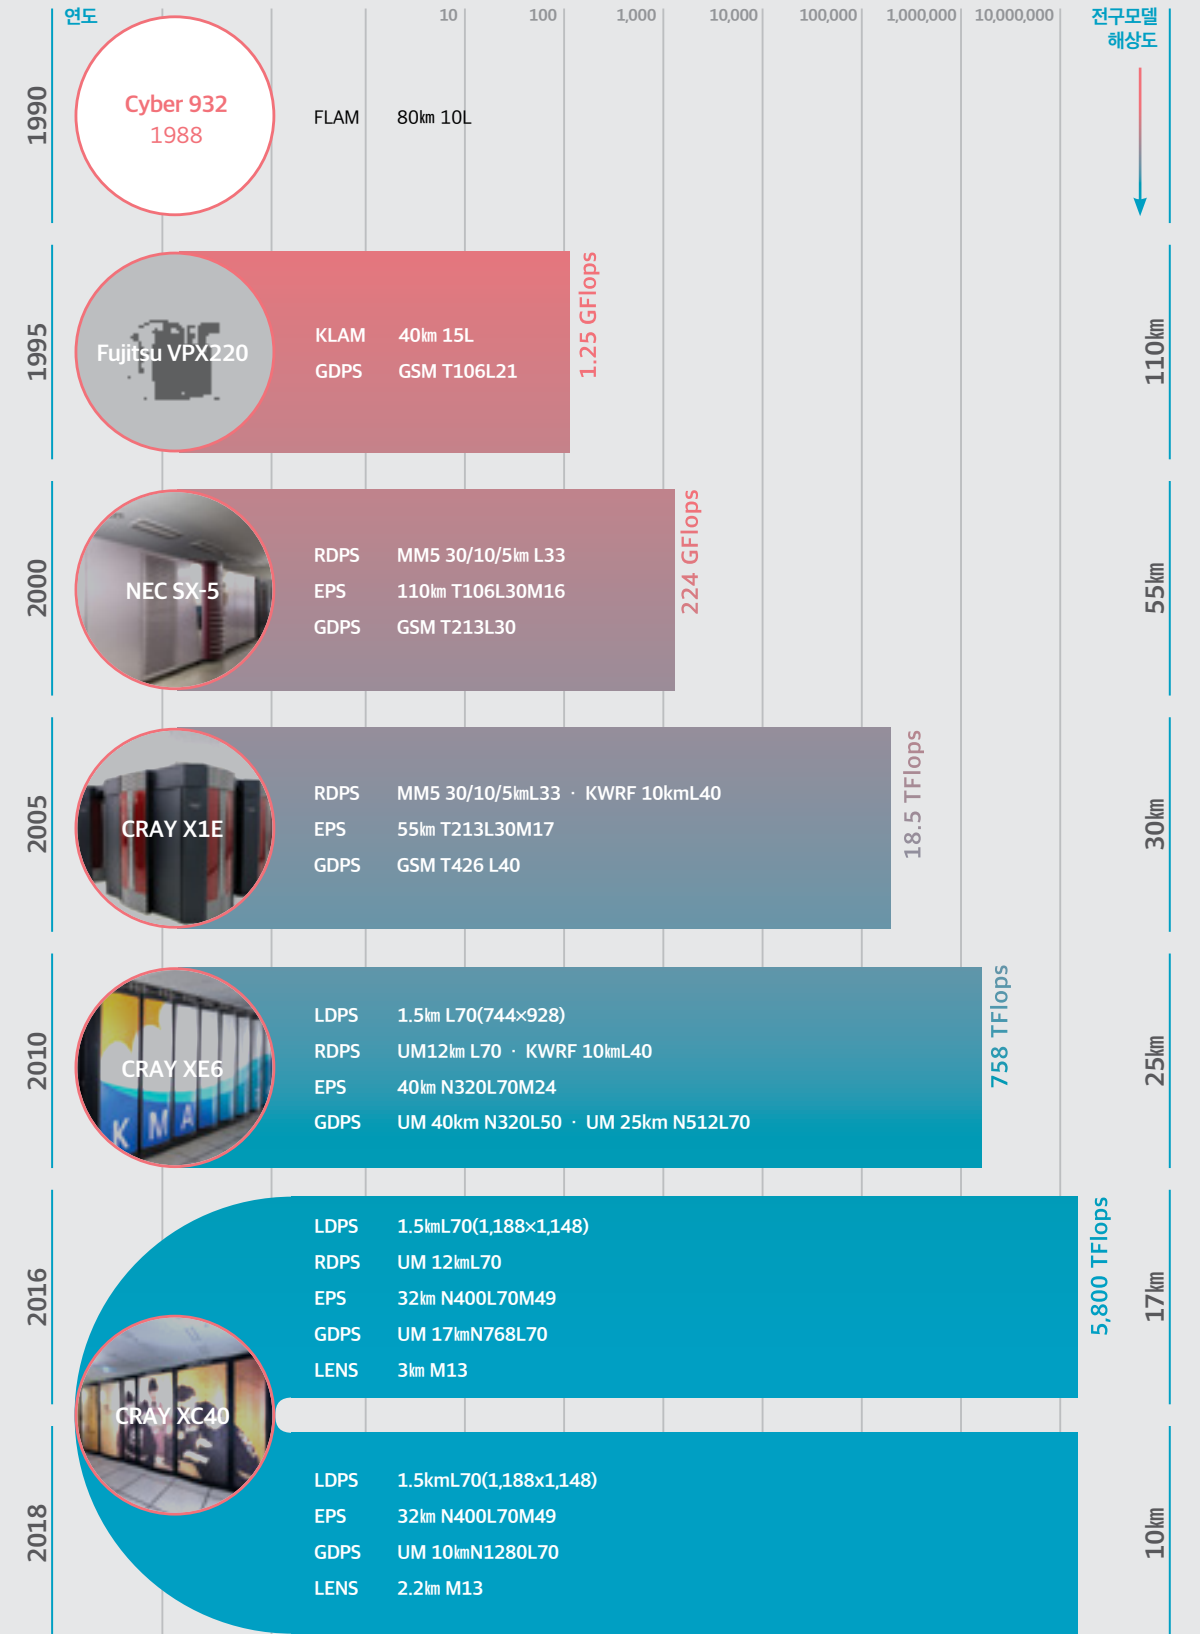 연도
10 100 1,000 10,000 100,000 1,000,000 10,000,000
전구모델
해상도
1990
Cyber 932
1988
FLAM 80㎞ 10L
1995
Fujitsu VPX220
KLAM 40㎞ 15L
GDPS GSM T106L21
1.25 GFlops
110㎞
2000
NEC SX-5
RDPS MM5 30/10/5㎞ L33
EPS 110㎞ T106L30M16
GDPS GSM T213L30
224 GFlops
55㎞
2005
CRAY X1E
RDPS MM5 30/10/5㎞L33 · KWRF 10kmL40
EPS 55㎞ T213L30M17
GDPS GSM T426 L40
18.5 TFlops
30㎞
2010
CRAY XE6
K M A
LDPS 1.5㎞ L70(744×928)
RDPS UM12㎞ L70 · KWRF 10㎞L40
EPS 40㎞ N320L70M24
GDPS UM 40km N320L50 · UM 25km N512L70
758 TFlops
25㎞
2016
LDPS 1.5㎞L70(1,188×1,148)
RDPS UM 12㎞L70
EPS 32㎞ N400L70M49
GDPS UM 17㎞N768L70
LENS 3㎞ M13
5,800 TFlops
17㎞
CRAY XC40
2018
LDPS 1.5kmL70(1,188x1,148)
EPS 32㎞ N400L70M49
GDPS UM 10㎞N1280L70
LENS 2.2㎞ M13
10㎞